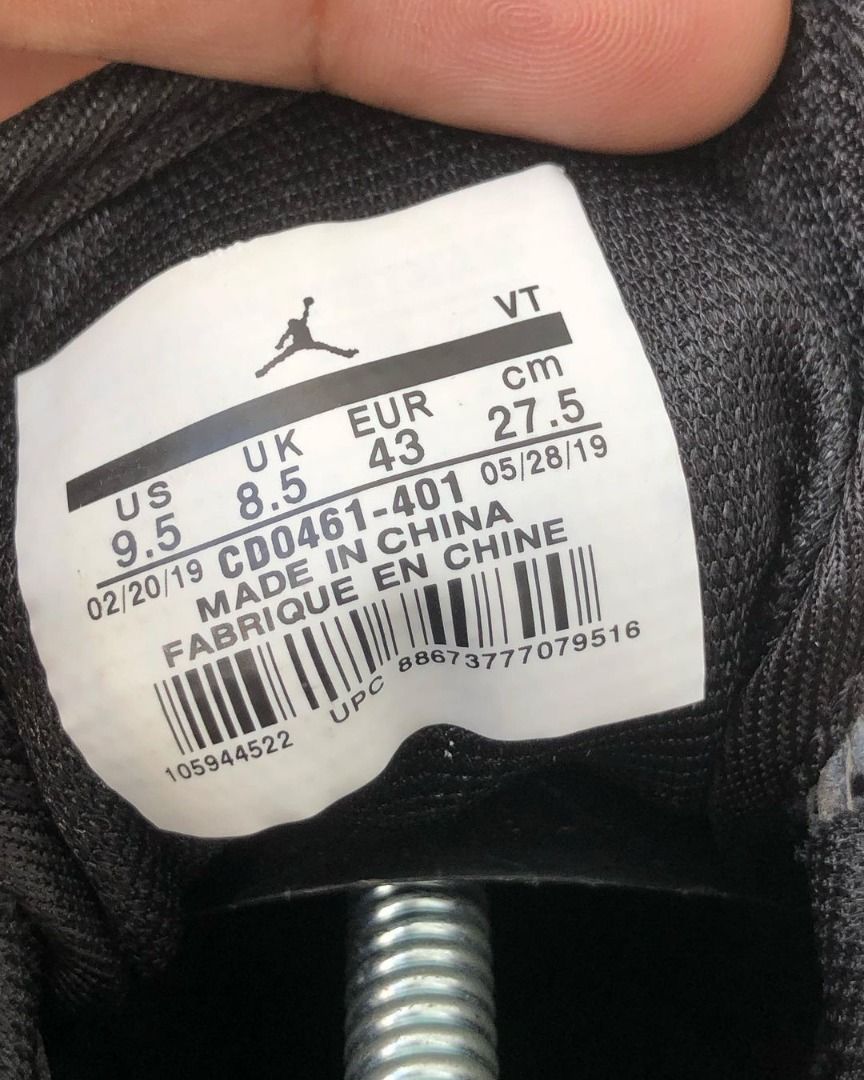 VT
US UK EUR cm
9.5 8.5 43 27.5
02/20/19 CD0461-401 05/28/19
MADE IN CHINA
FABRIQUE EN CHINE
105944522 UPC 88673777079516